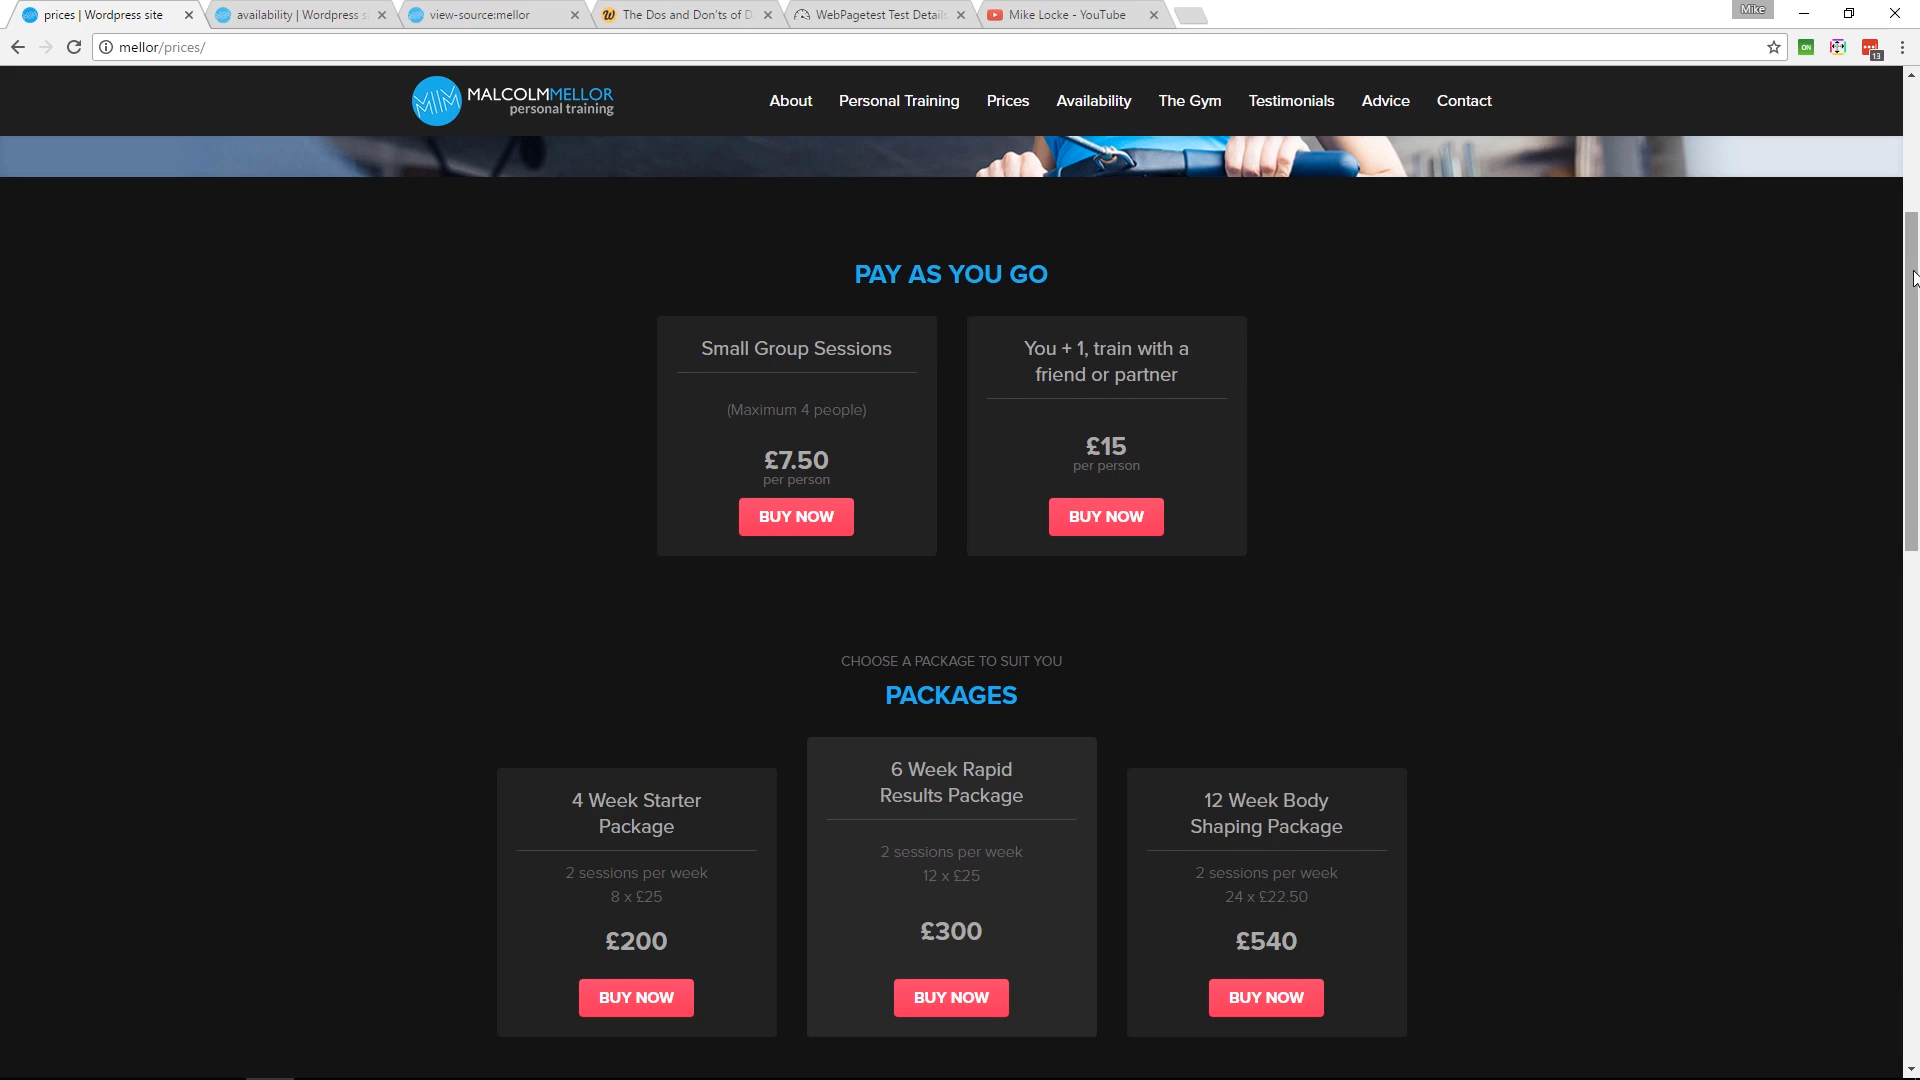 prices | Wordpress site
availability | Wordpress s
view-source:mellor
The Dos and Don'ts of D
WebPagetest Test Details
Mike Locke - YouTube
Mike
mellor/prices/
ON
13
MALCOLMMELLOR
personal training
About
Personal Training
Prices
Availability
The Gym
Testimonials
Advice
Contact
PAY AS YOU GO
Small Group Sessions
(Maximum 4 people)
£7.50
per person
BUY NOW
You + 1, train with a
friend or partner
£15
per person
BUY NOW
CHOOSE A PACKAGE TO SUIT YOU
PACKAGES
4 Week Starter
Package
2 sessions per week
8 x £25
£200
BUY NOW
6 Week Rapid
Results Package
2 sessions per week
12 x £25
£300
BUY NOW
12 Week Body
Shaping Package
2 sessions per week
24 x £22.50
£540
BUY NOW